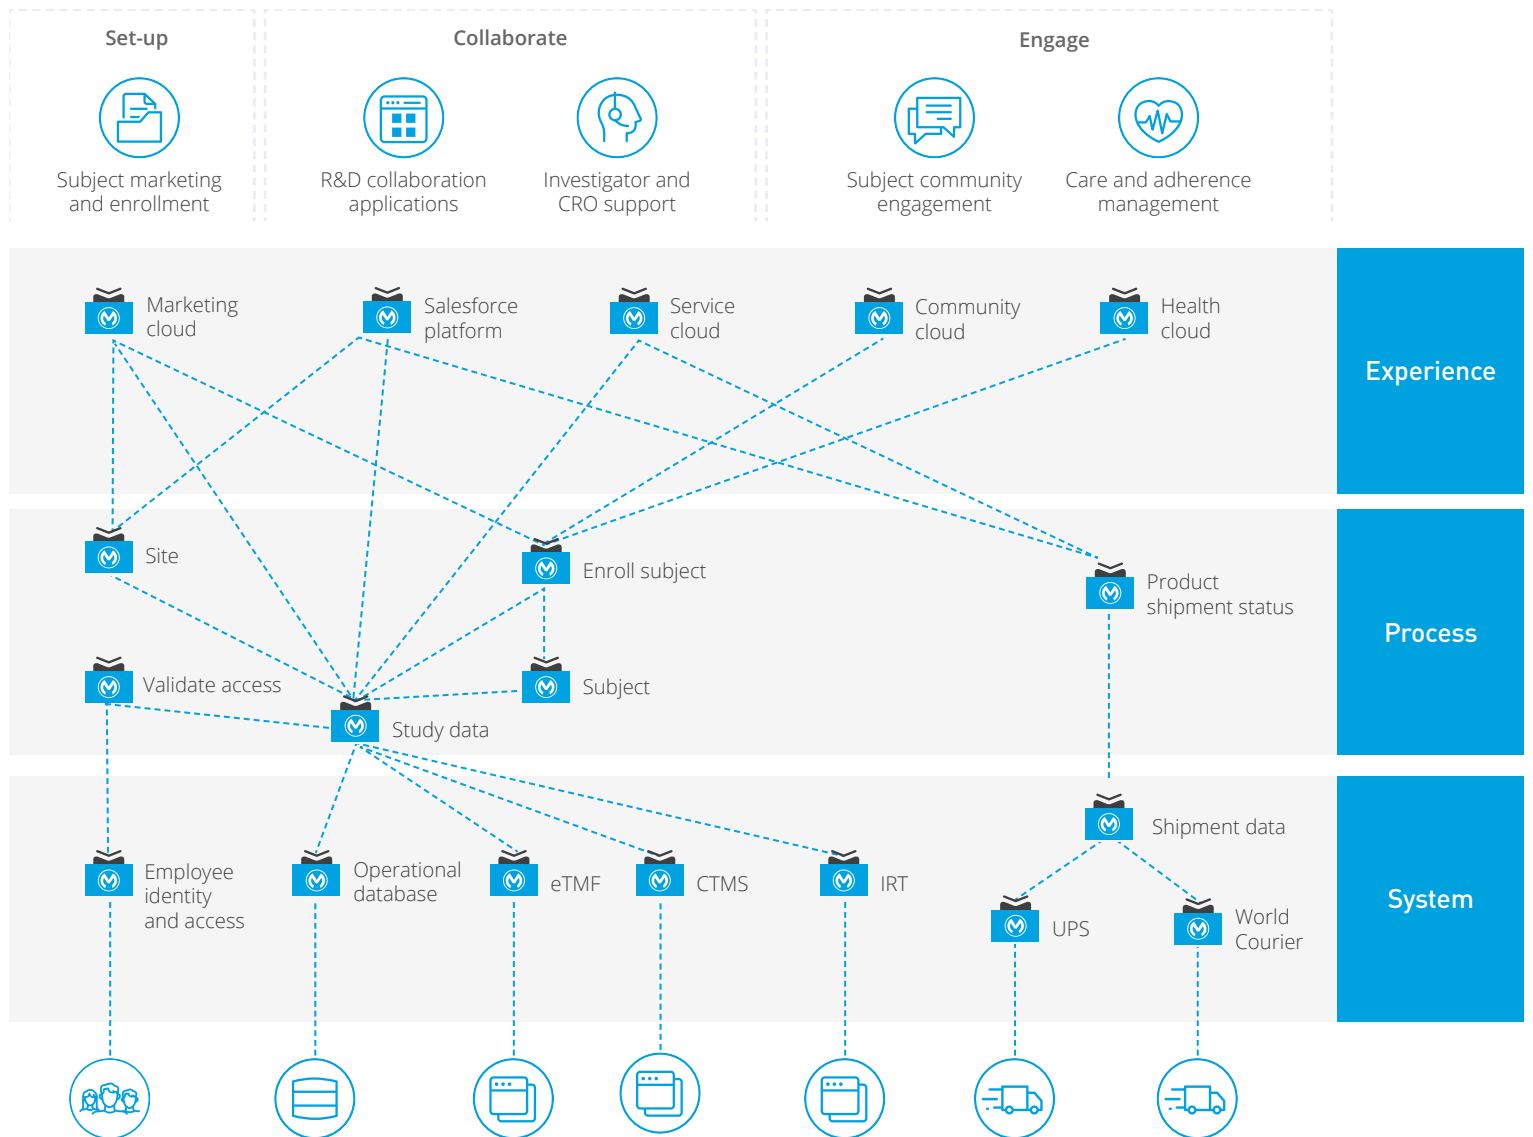 Set-up
Collaborate
Engage
Subject marketing
and enrollment
R&D collaboration
applications
Investigator and
CRO support
Subject community
engagement
Care and adherence
management
Marketing
cloud
Salesforce
platform
Service
cloud
Community
cloud
Health
cloud
Experience
Site
Enroll subject
Product
shipment status
Process
Validate access
Subject
Study data
Shipment data
Employee
identity
and access
Operational
database
eTMF
CTMS
IRT
UPS
World
Courier
System